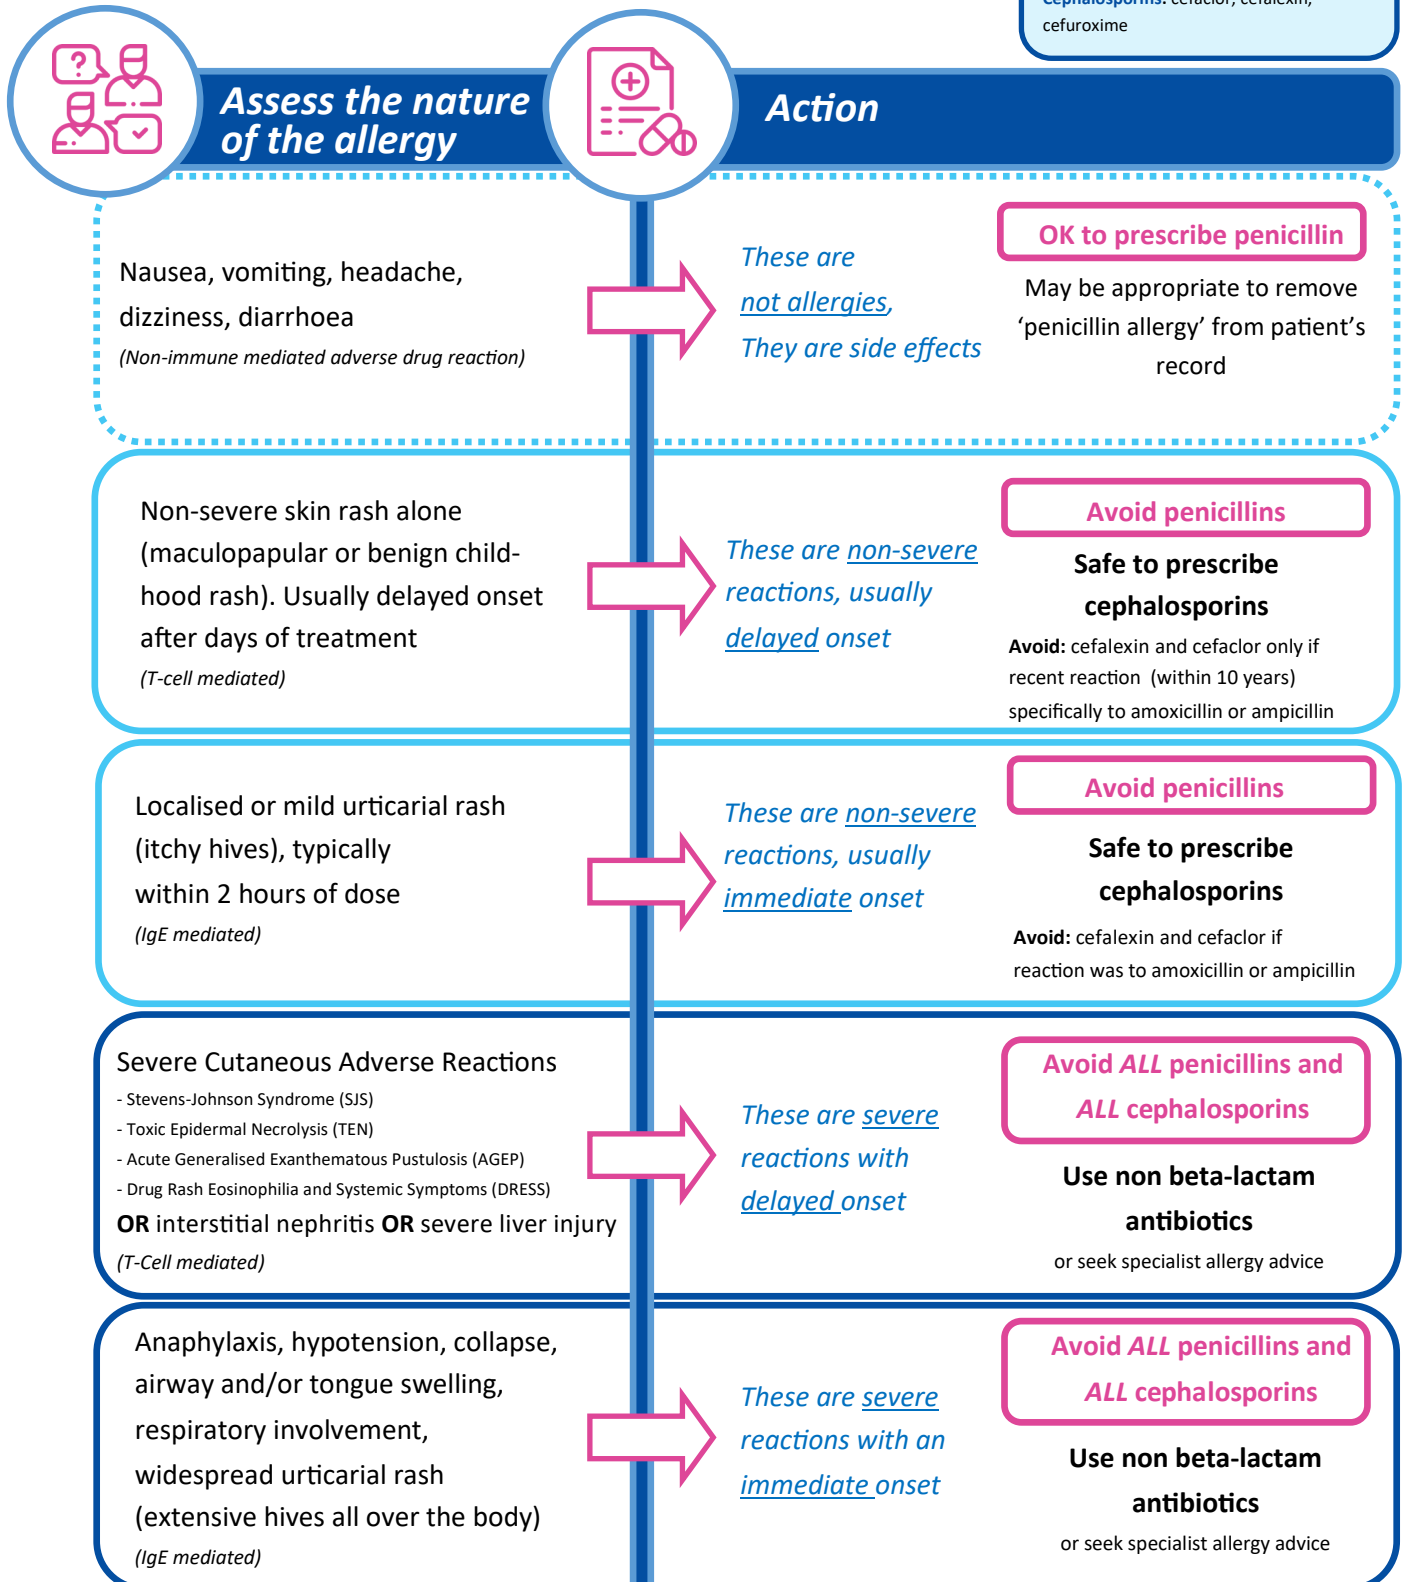 Cephalosporins: cefaclor, cefalexin,
cefuroxime
?
Assess the nature
of the allergy
Action
Nausea, vomiting, headache,
dizziness, diarrhoea
(Non-immune mediated adverse drug reaction)
These are
not allergies,
They are side effects
OK to prescribe penicillin
May be appropriate to remove
‘penicillin allergy’ from patient’s
record
Non-severe skin rash alone
(maculopapular or benign child-
hood rash). Usually delayed onset
after days of treatment
(T-cell mediated)
These are non-severe
reactions, usually
delayed onset
Avoid penicillins
Safe to prescribe
cephalosporins
Avoid: cefalexin and cefaclor only if
recent reaction (within 10 years)
specifically to amoxicillin or ampicillin
Localised or mild urticarial rash
(itchy hives), typically
within 2 hours of dose
(IgE mediated)
These are non-severe
reactions, usually
immediate onset
Avoid penicillins
Safe to prescribe
cephalosporins
Avoid: cefalexin and cefaclor if
reaction was to amoxicillin or ampicillin
Severe Cutaneous Adverse Reactions
- Stevens-Johnson Syndrome (SJS)
- Toxic Epidermal Necrolysis (TEN)
- Acute Generalised Exanthematous Pustulosis (AGEP)
- Drug Rash Eosinophilia and Systemic Symptoms (DRESS)
OR interstitial nephritis OR severe liver injury
(T-Cell mediated)
These are severe
reactions with
delayed onset
Avoid ALL penicillins and
ALL cephalosporins
Use non beta-lactam
antibiotics
or seek specialist allergy advice
Anaphylaxis, hypotension, collapse,
airway and/or tongue swelling,
respiratory involvement,
widespread urticarial rash
(extensive hives all over the body)
(IgE mediated)
These are severe
reactions with an
immediate onset
Avoid ALL penicillins and
ALL cephalosporins
Use non beta-lactam
antibiotics
or seek specialist allergy advice